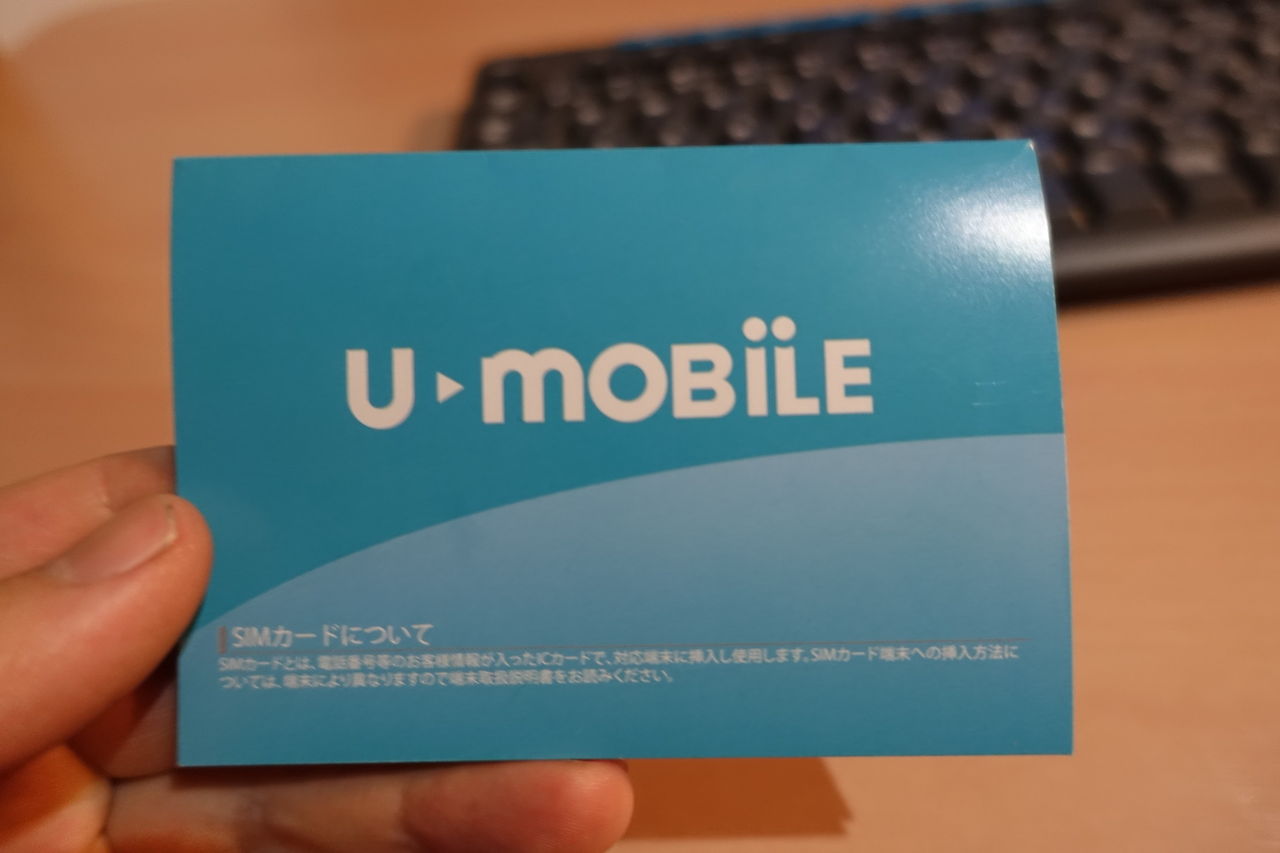 U▸mOBiLE
SIMカードについて
SIMカードとは、電話番号等のお客様情報が入ったICカードで、対応端末に挿入し使用します。SIMカード端末への挿入方法に
ついては、端末により異なりますので端末取扱説明書をお読みください。